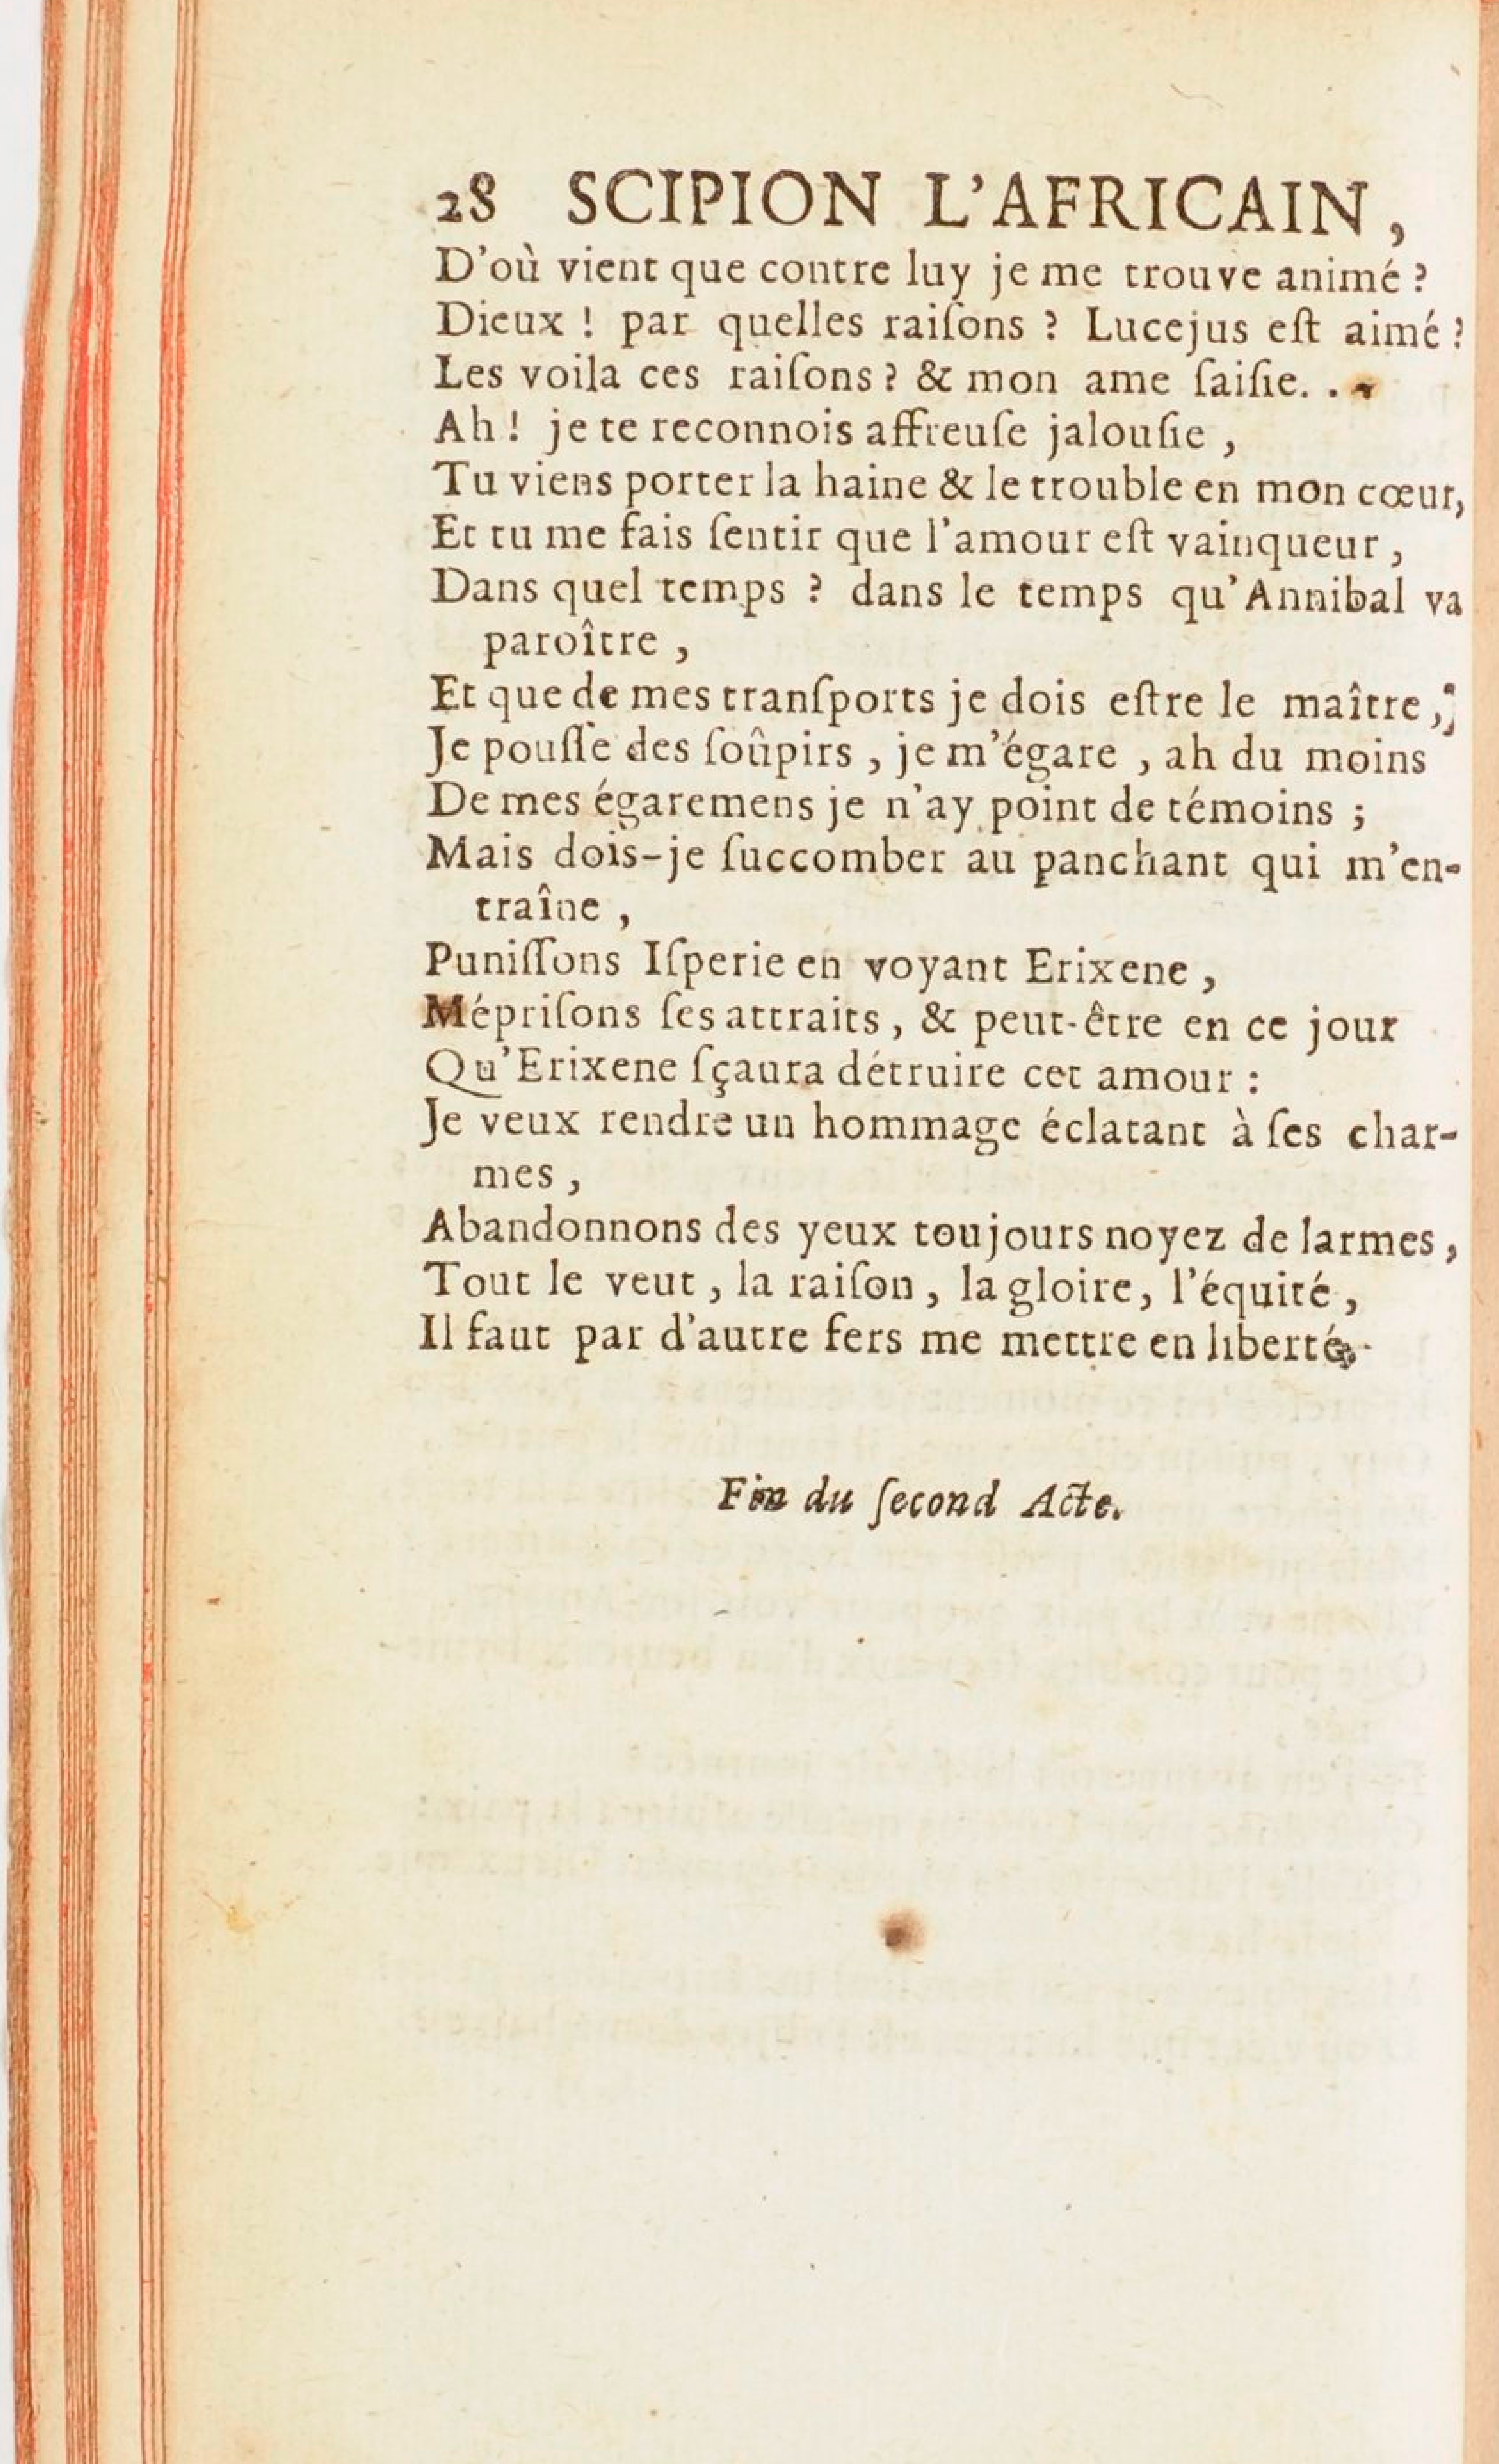 28 SCIPION L'AFRICAIN,
D'où vient que contre luy je me trouve animé ?
Dieux ! par quelles raiſons ? Lucejus eſt aimé ?
Les voila ces raiſons ? & mon ame ſaiſie. . .
Ah ! je te reconnois affreuſe jalouſie ,
Tu viens porter la haine & le trouble en mon cœur,
Et tu me fais ſentir que l'amour eſt vainqueur ,
Dans quel temps ? dans le temps qu'Annibal va
paroître ,
Et que de mes tranſports je dois eſtre le maître ,
Je pouſſe des ſoûpirs , je m'égare , ah du moins
De mes égaremens je n'ay point de témoins ;
Mais dois-je ſuccomber au panchant qui m'en-
traîne ,
Puniſſons Iſperie en voyant Erixene ,
Mépriſons ſes attraits , & peut-être en ce jour
Qu'Erixene ſçaura détruire cet amour :
Je veux rendre un hommage éclatant à ſes char-
mes ,
Abandonnons des yeux toujours noyez de larmes ,
Tout le veut , la raiſon , la gloire, l'équité ,
Il faut par d'autre fers me mettre en liberté.
Fin du ſecond Acte.